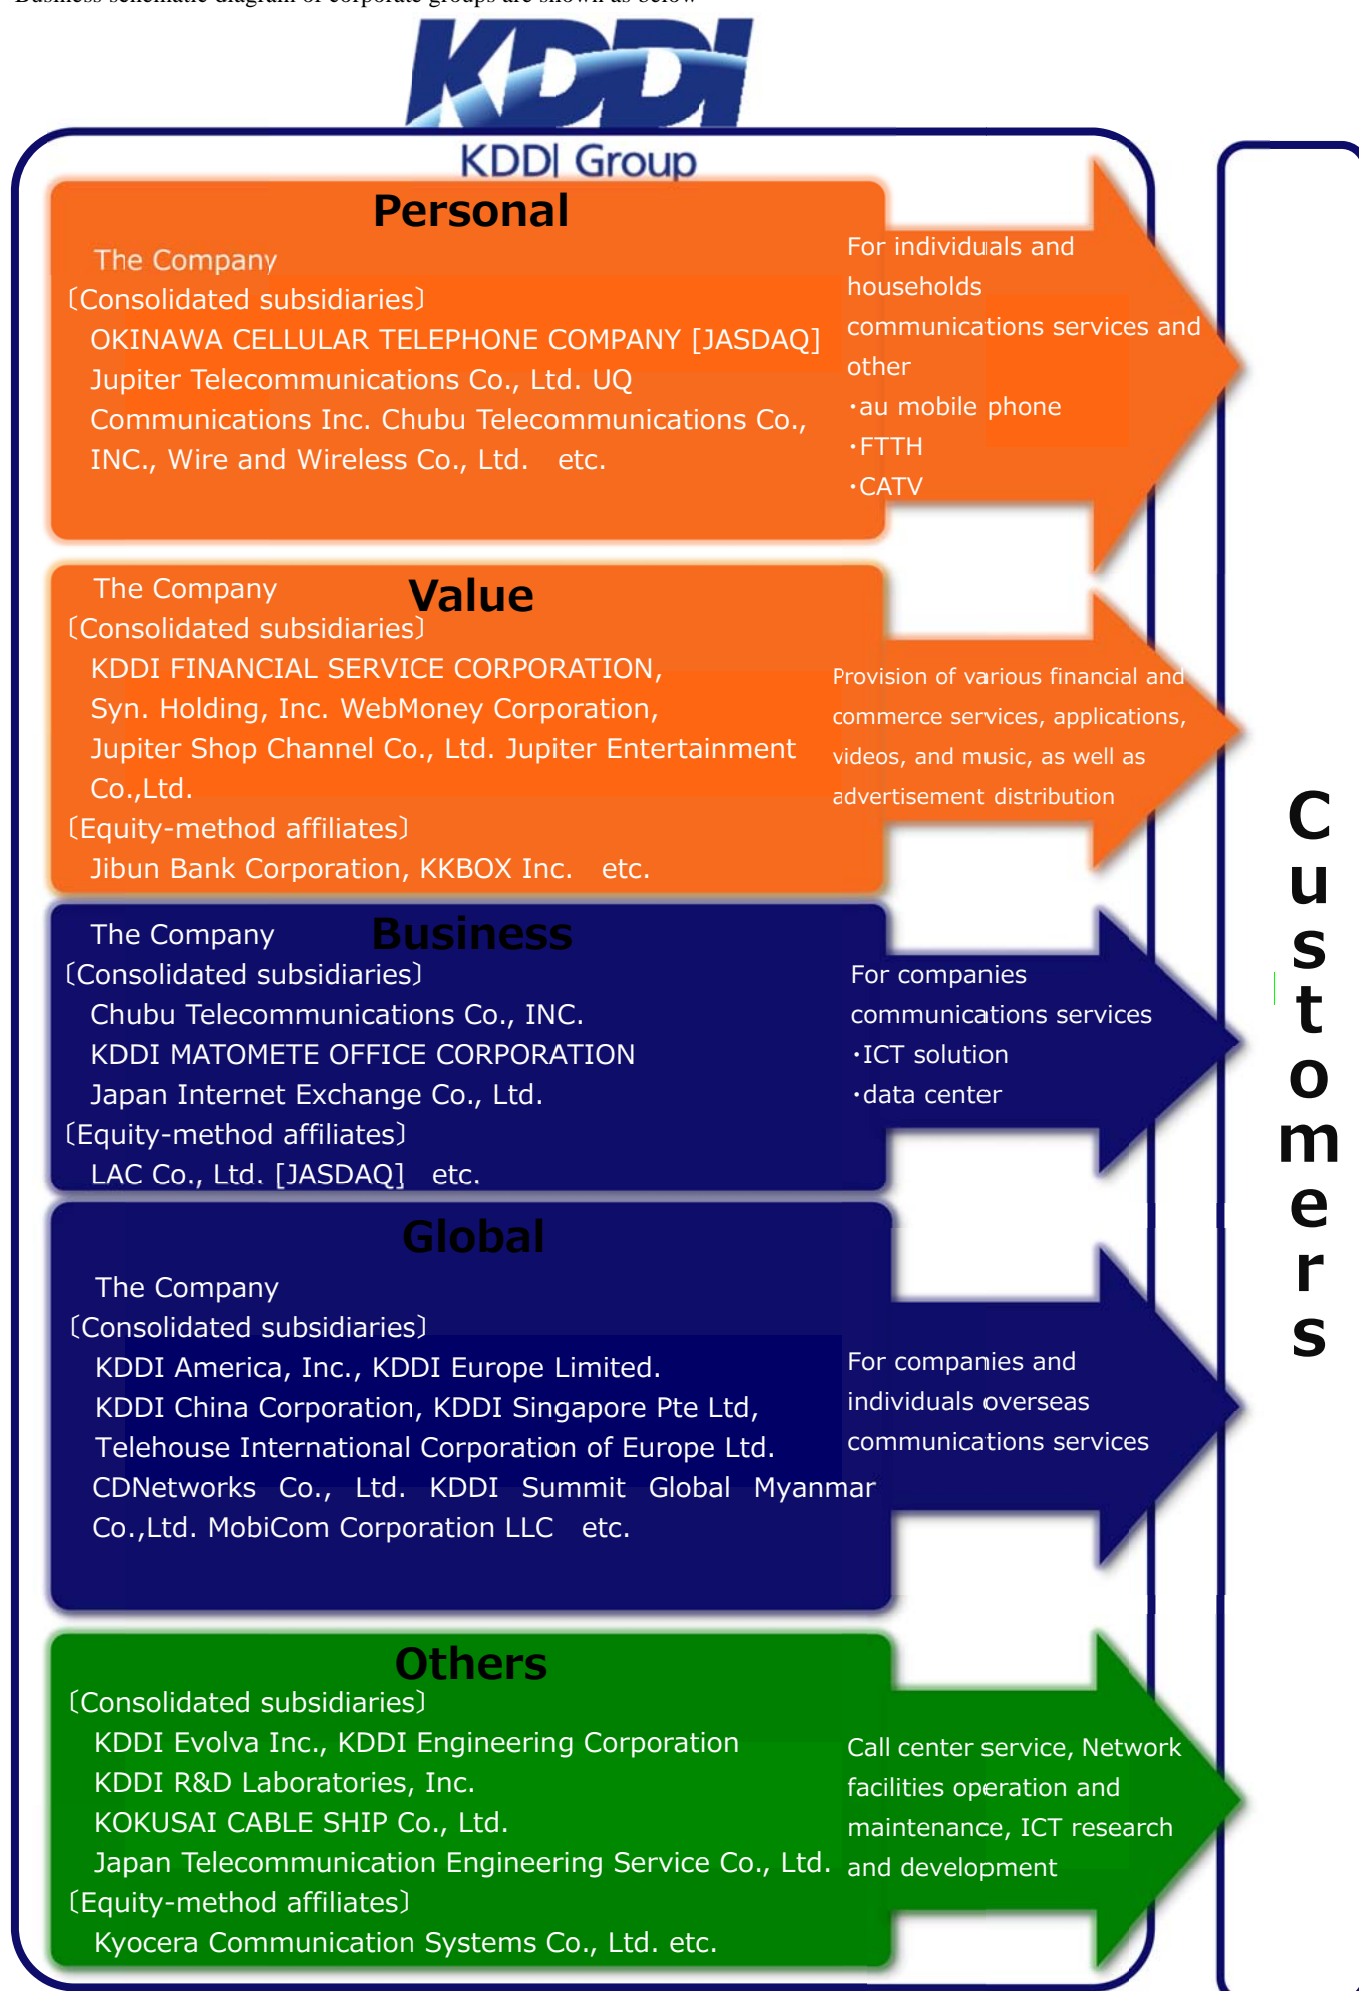 Business schematic diagram of corporate groups are shown as below
KDDI
KDDI Group
Personal
The Company
〔Consolidated subsidiaries〕
OKINAWA CELLULAR TELEPHONE COMPANY [JASDAQ]
Jupiter Telecommunications Co., Ltd. UQ
Communications Inc. Chubu Telecommunications Co.,
INC., Wire and Wireless Co., Ltd. etc.
For individuals and
households
communications services and
other
・au mobile phone
・FTTH
・CATV
Value
The Company
〔Consolidated subsidiaries〕
KDDI FINANCIAL SERVICE CORPORATION,
Syn. Holding, Inc. WebMoney Corporation,
Jupiter Shop Channel Co., Ltd. Jupiter Entertainment
Co.,Ltd.
〔Equity-method affiliates〕
Jibun Bank Corporation, KKBOX Inc. etc.
Provision of various financial and
commerce services, applications,
videos, and music, as well as
advertisement distribution
Business
The Company
〔Consolidated subsidiaries〕
Chubu Telecommunications Co., INC.
KDDI MATOMETE OFFICE CORPORATION
Japan Internet Exchange Co., Ltd.
〔Equity-method affiliates〕
LAC Co., Ltd. [JASDAQ] etc.
For companies
communications services
・ICT solution
・data center
Global
The Company
〔Consolidated subsidiaries〕
KDDI America, Inc., KDDI Europe Limited.
KDDI China Corporation, KDDI Singapore Pte Ltd,
Telehouse International Corporation of Europe Ltd.
CDNetworks Co., Ltd. KDDI Summit Global Myanmar
Co.,Ltd. MobiCom Corporation LLC etc.
For companies and
individuals overseas
communications services
Others
〔Consolidated subsidiaries〕
KDDI Evolva Inc., KDDI Engineering Corporation
KDDI R&D Laboratories, Inc.
KOKUSAI CABLE SHIP Co., Ltd.
Japan Telecommunication Engineering Service Co., Ltd.
〔Equity-method affiliates〕
Kyocera Communication Systems Co., Ltd. etc.
Call center service, Network
facilities operation and
maintenance, ICT research
and development
Customers